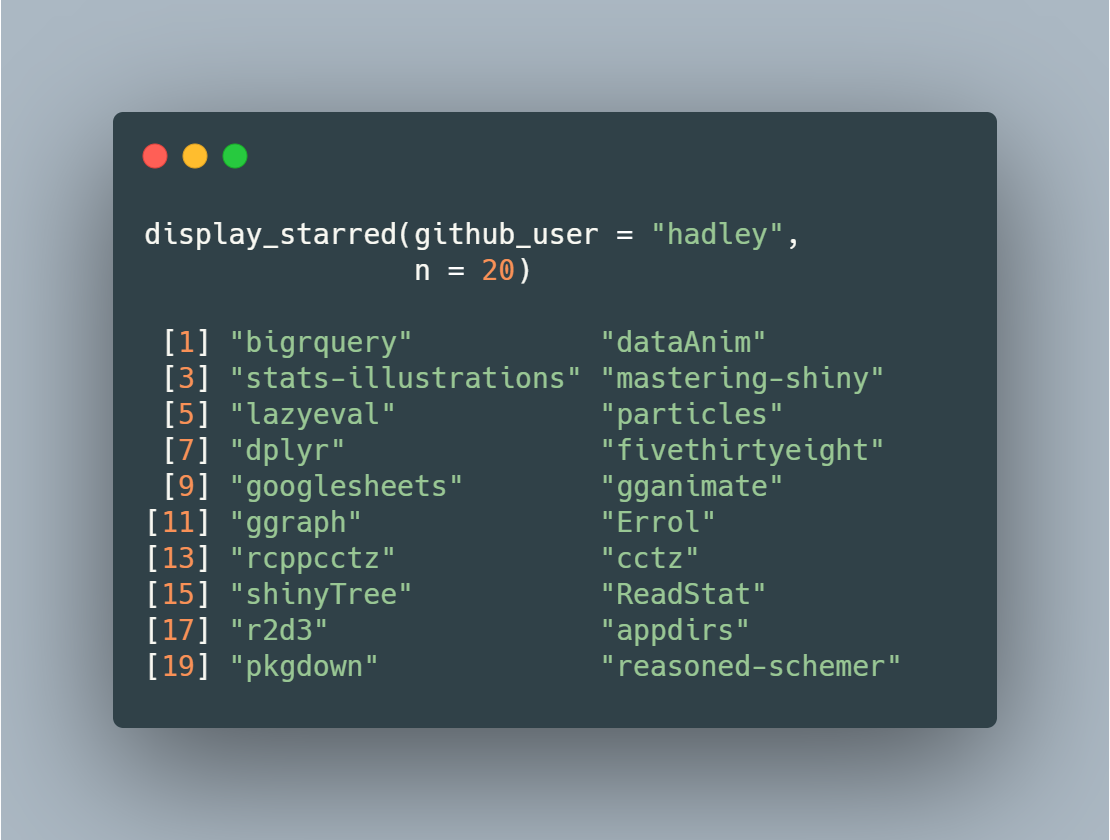 display_starred(github_user = "hadley",
                n = 20)
 [1] "bigrquery"           "dataAnim"
 [3] "stats-illustrations" "mastering-shiny"
 [5] "lazyeval"            "particles"
 [7] "dplyr"               "fivethirtyeight"
 [9] "googlesheets"        "gganimate"
[11] "ggraph"              "Errol"
[13] "rcppcctz"            "cctz"
[15] "shinyTree"           "ReadStat"
[17] "r2d3"                "appdirs"
[19] "pkgdown"             "reasoned-schemer"